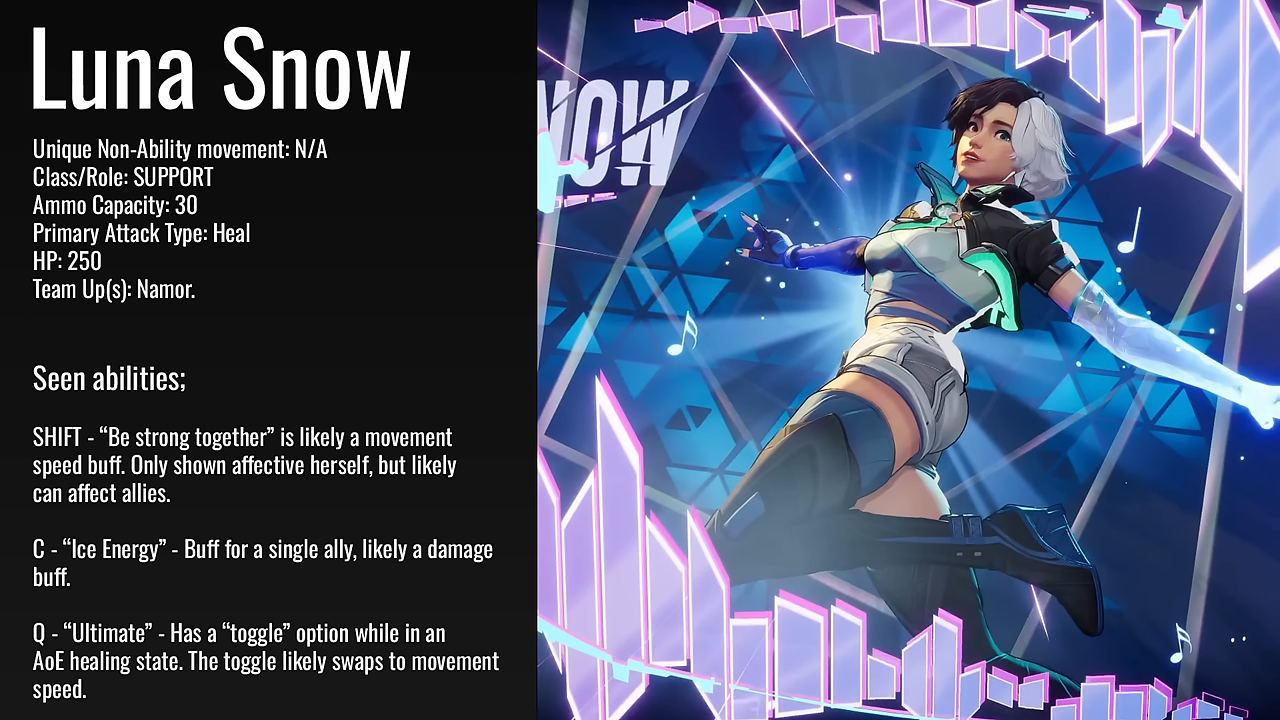 Luna Snow
Unique Non-Ability movement: N/A
Class/Role: SUPPORT
Ammo Capacity: 30
Primary Attack Type: Heal
HP: 250
Team Up(s): Namor.
Seen abilities;
SHIFT - “Be strong together” is likely a movement
speed buff. Only shown affective herself, but likely
can affect allies.
C - “Ice Energy” - Buff for a single ally, likely a damage
buff.
Q - “Ultimate” - Has a “toggle” option while in an
AoE healing state. The toggle likely swaps to movement
speed.
NOW